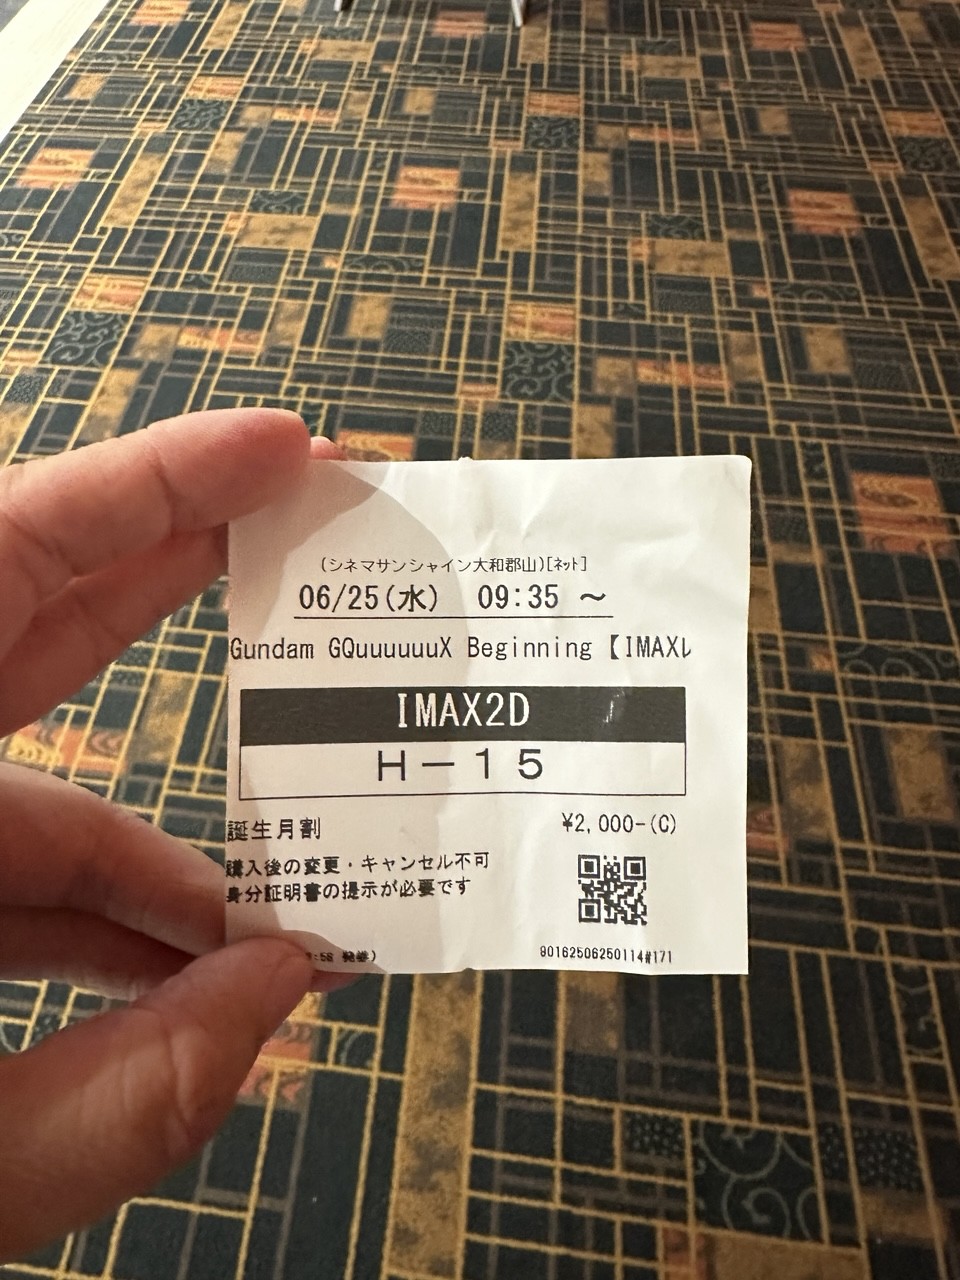 (シネマサンシャイン大和郡山)[ネット]
06/25(水) 09:35 ～
Gundam GQuuuuuuX Beginning【IMAXレ
IMAX2D
H－15
誕生月割 ¥2,000-(C)
購入後の変更・キャンセル不可
身分証明書の提示が必要です
:56 発券) 80162506250114#171